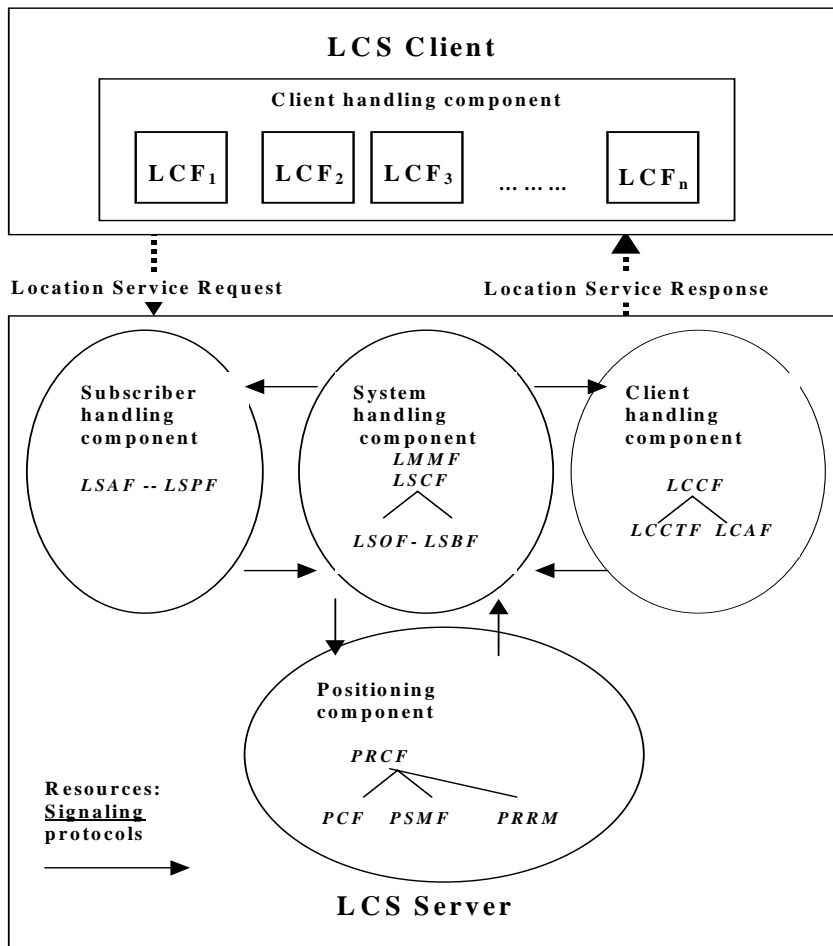 LCS Client
Client handling component
LCF1
LCF2
LCF3
... ... ...
LCFn
Location Service Request
Location Service Response
Subscriber
handling
component
LSAF -- LSPF
System
handling
component
LMMF
LSCF
LSOF - LSBF
Client
handling
component
LCCF
LCCTF LCAF
Positioning
component
PRCF
PCF PSMF PRRM
Resources:
Signaling
protocols
LCS Server